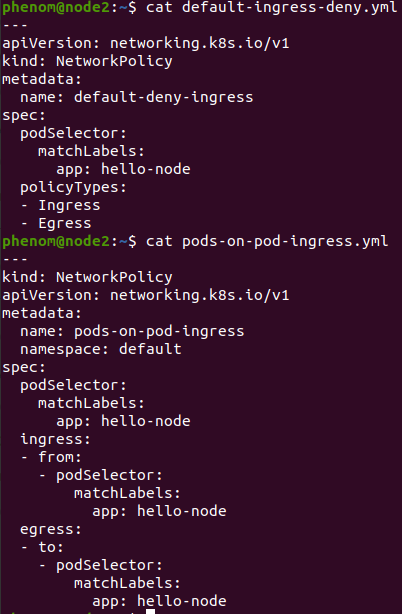 phenom@node2:~$ cat default-ingress-deny.yml
---
apiVersion: networking.k8s.io/v1
kind: NetworkPolicy
metadata:
  name: default-deny-ingress
spec:
  podSelector:
    matchLabels:
      app: hello-node
  policyTypes:
  - Ingress
  - Egress
phenom@node2:~$ cat pods-on-pod-ingress.yml
---
kind: NetworkPolicy
apiVersion: networking.k8s.io/v1
metadata:
  name: pods-on-pod-ingress
  namespace: default
spec:
  podSelector:
    matchLabels:
      app: hello-node
  ingress:
  - from:
    - podSelector:
        matchLabels:
          app: hello-node
  egress:
  - to:
    - podSelector:
        matchLabels:
          app: hello-node